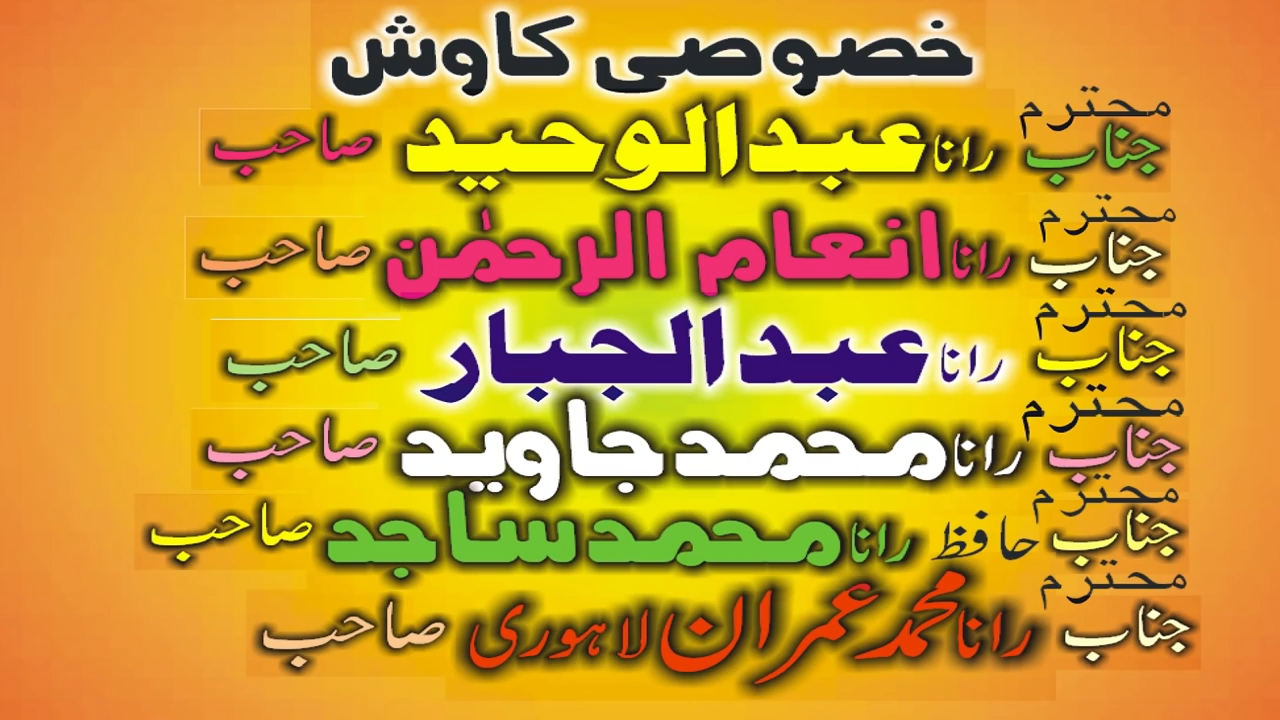 خصوصی کاوش
محترم جناب رانا عبدالوحید صاحب
محترم جناب رانا انعام الرحمٰن صاحب
محترم جناب رانا عبدالجبار صاحب
محترم جناب رانا محمد جاوید صاحب
محترم جناب حافظ رانا محمد ساجد صاحب
محترم جناب رانا محمد عمران لاہوری صاحب